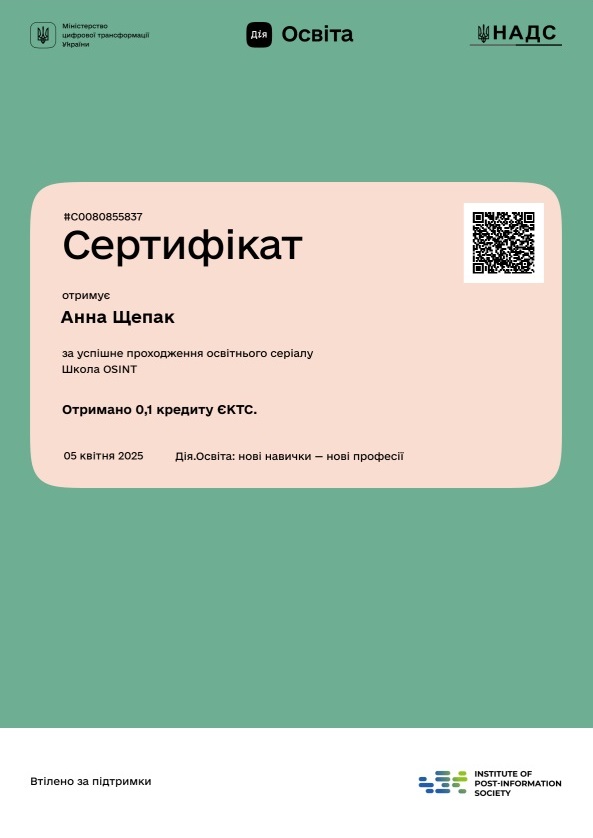 Міністерство
цифрової трансформації
України
Дія
Освіта
НАДС
#C0080855837
Сертифікат
отримує
Анна Щепак
за успішне проходження освітнього серіалу
Школа OSINT
Отримано 0,1 кредиту ЄКТС.
05 квітня 2025
Дія.Освіта: нові навички — нові професії
Втілено за підтримки
INSTITUTE OF
POST-INFORMATION
SOCIETY